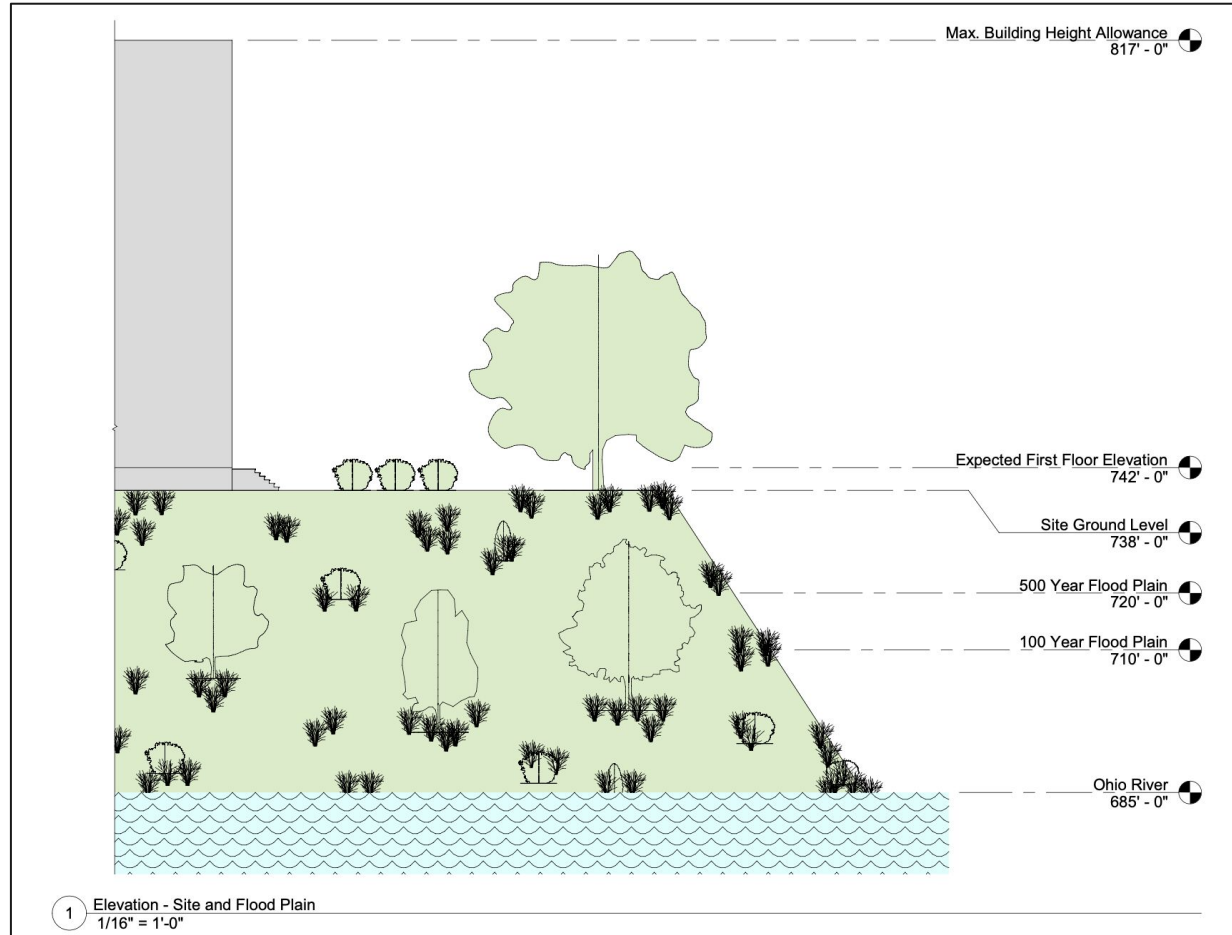 Max. Building Height Allowance
817' - 0"
Expected First Floor Elevation
742' - 0"
Site Ground Level
738' - 0"
500 Year Flood Plain
720' - 0"
100 Year Flood Plain
710' - 0"
Ohio River
685' - 0"
1
Elevation - Site and Flood Plain
1/16" = 1'-0"